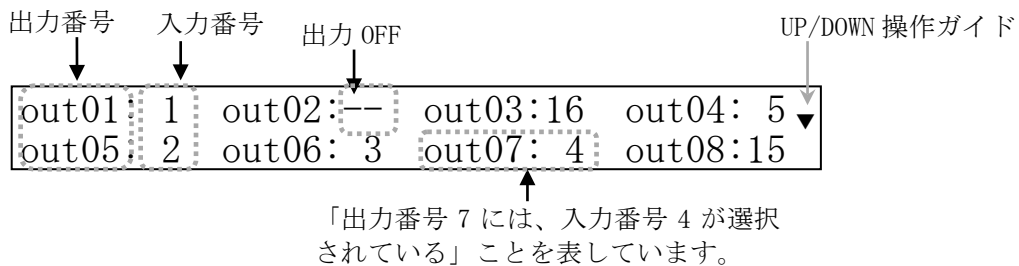 出力番号 入力番号 出力 OFF UP/DOWN 操作ガイド
out01: 1 out02:-- out03:16 out04: 5 ▼
out05: 2 out06: 3 out07: 4 out08:15
「出力番号 7 には、入力番号 4 が選択
されている」ことを表しています。